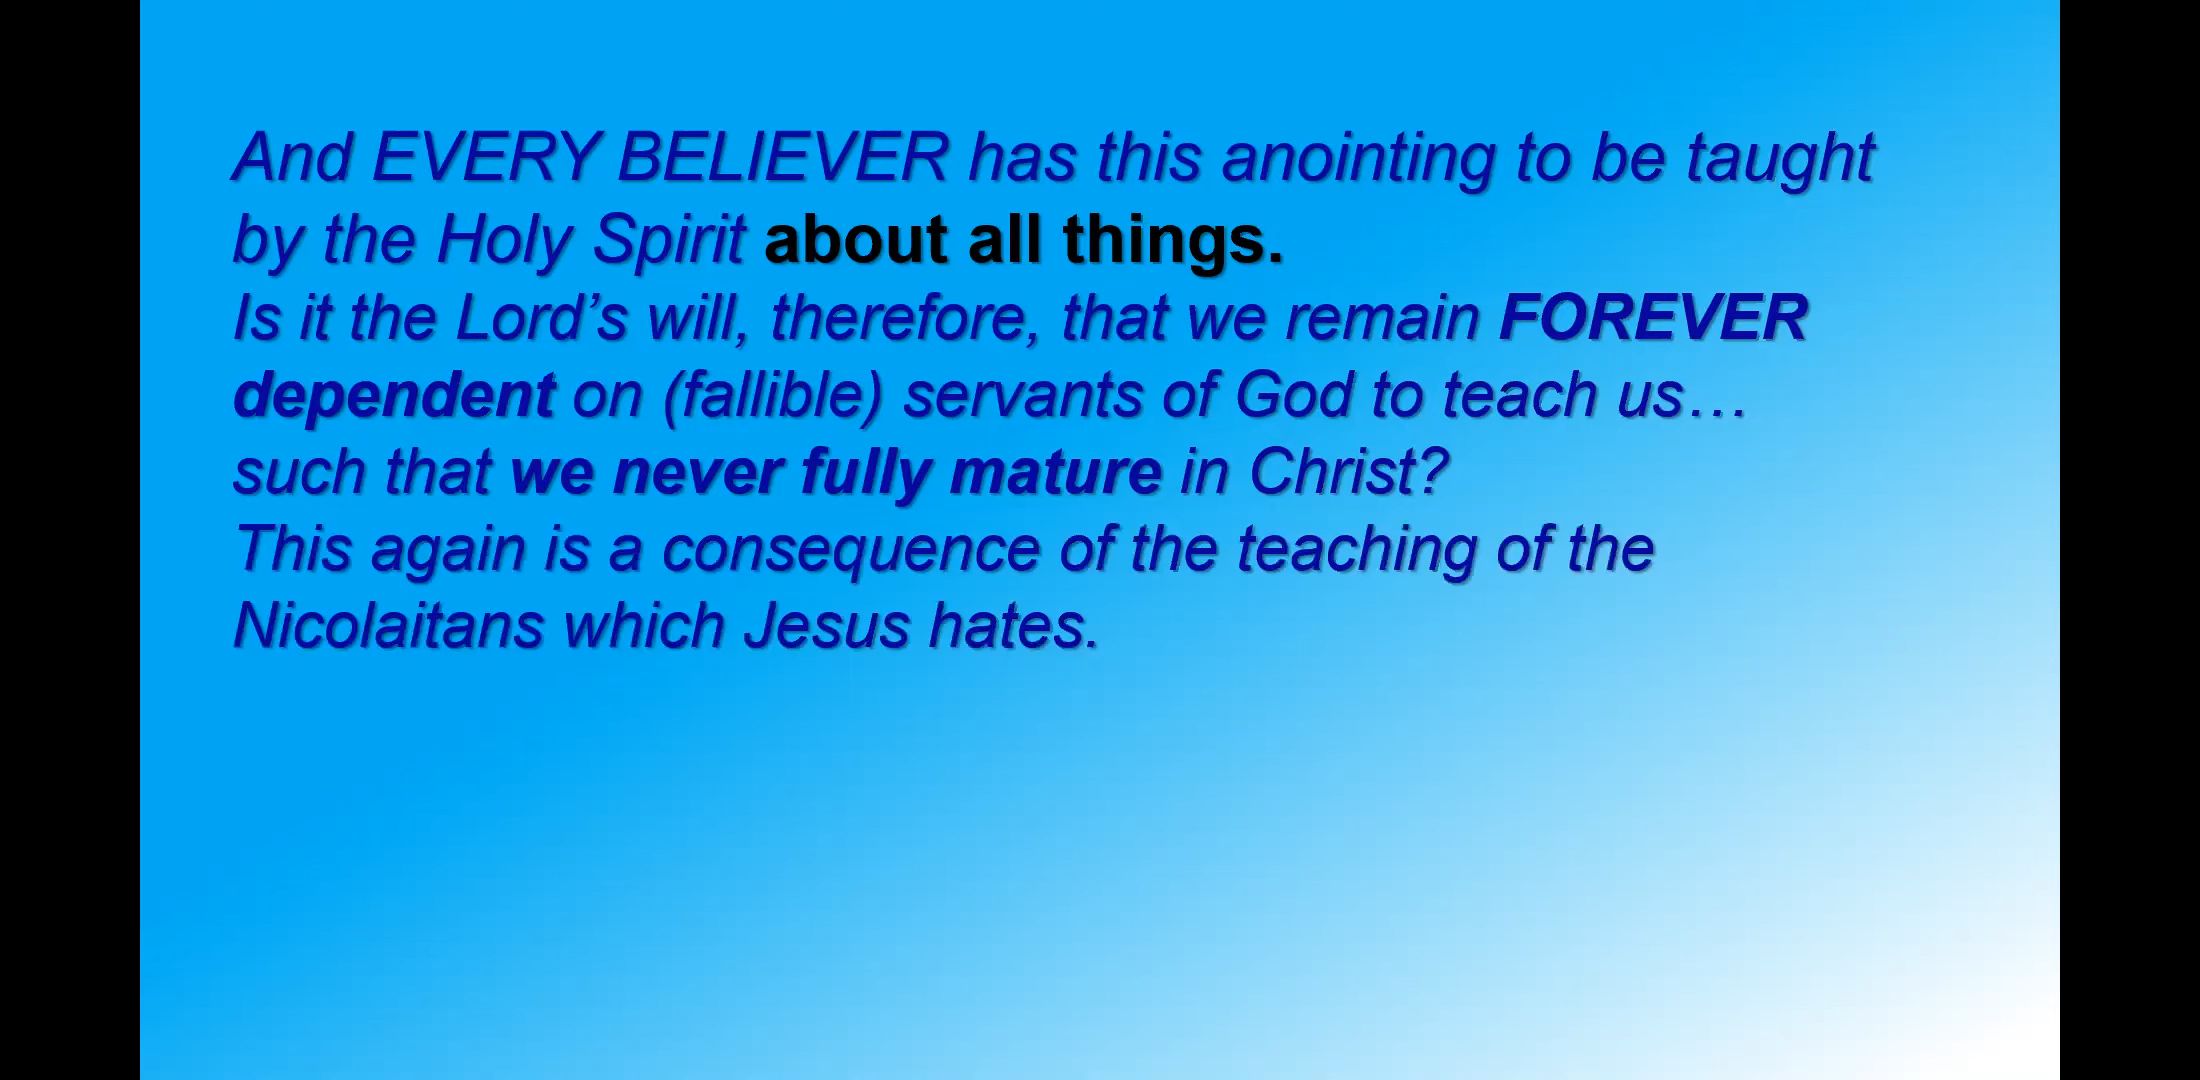 And EVERY BELIEVER has this anointing to be taught
by the Holy Spirit about all things.
Is it the Lord’s will, therefore, that we remain FOREVER
dependent on (fallible) servants of God to teach us…
such that we never fully mature in Christ?
This again is a consequence of the teaching of the
Nicolaitans which Jesus hates.